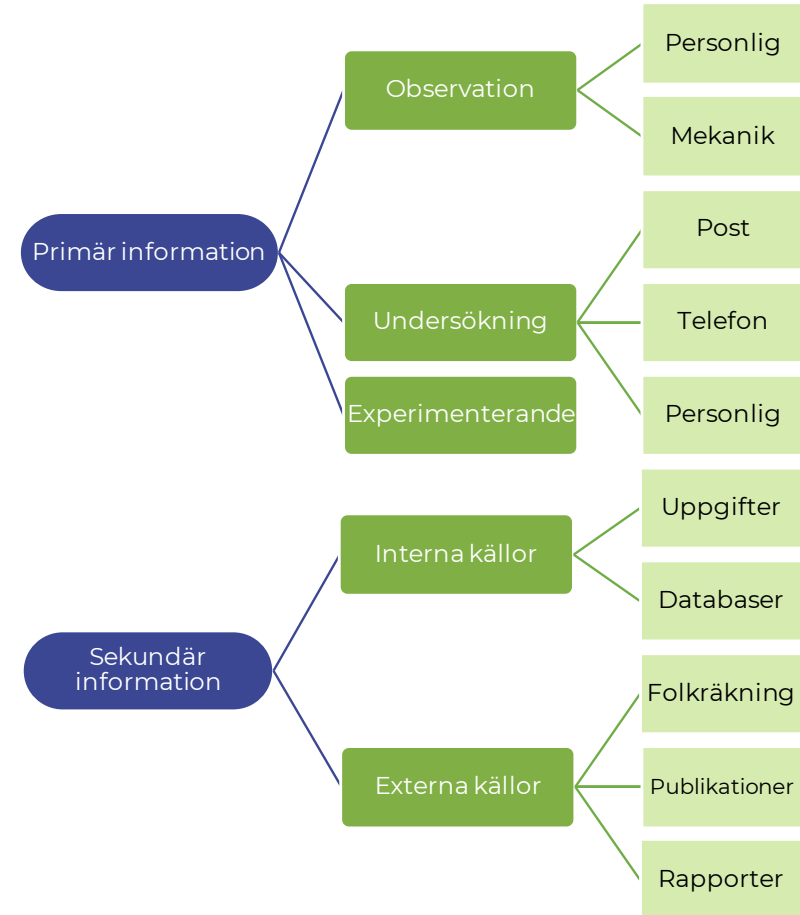 Primär information
Observation
Personlig
Mekanik
Undersökning
Post
Telefon
Personlig
Experimenterande
Sekundär
information
Interna källor
Uppgifter
Databaser
Externa källor
Folkräkning
Publikationer
Rapporter